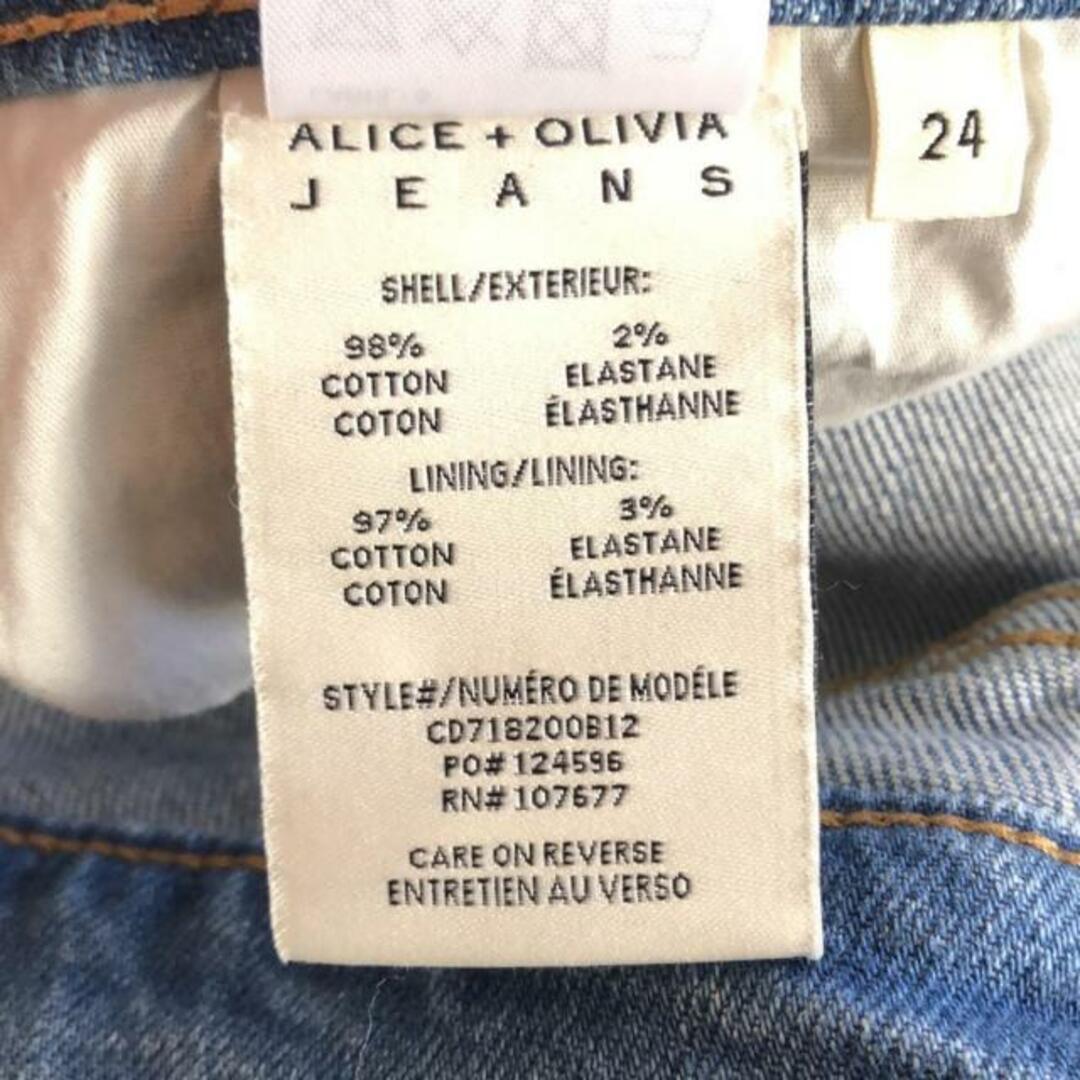 ALICE + OLIVIA
JEANS
24
SHELL/EXTERIEUR:
98% 2%
COTTON ELASTANE
COTON ÉLASTHANNE
LINING/LINING:
97% 3%
COTTON ELASTANE
COTON ÉLASTHANNE
STYLE#/NUMÉRO DE MODÉLE
CD718200B12
PO# 124596
RN# 107677
CARE ON REVERSE
ENTRETIEN AU VERSO